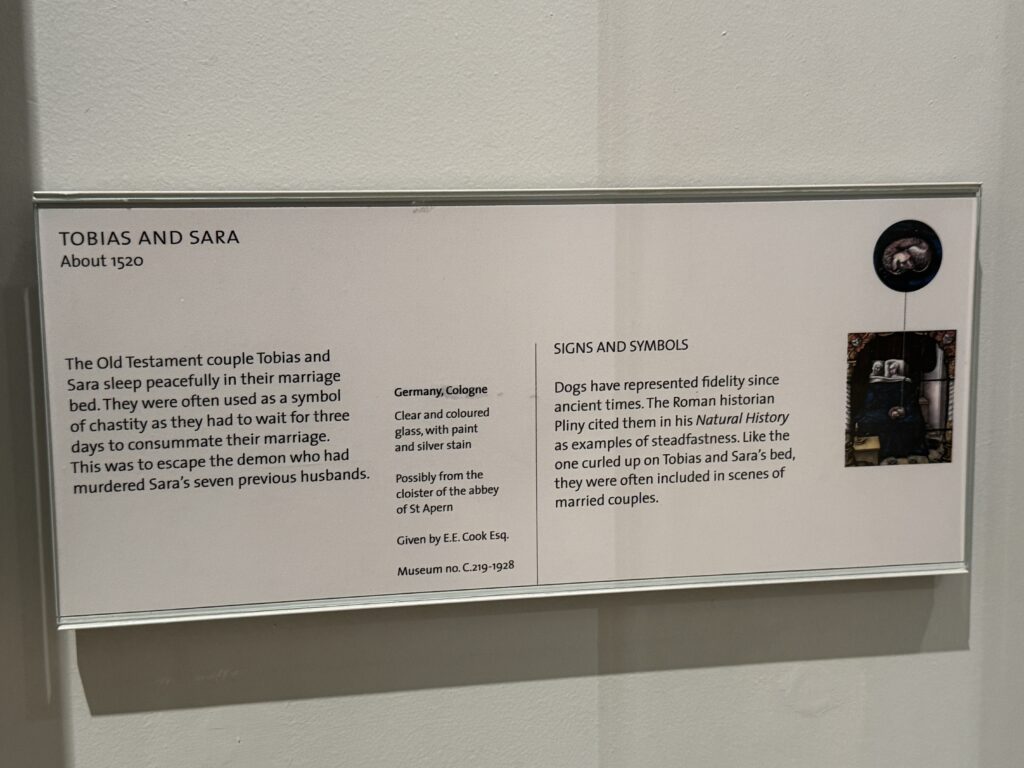 TOBIAS AND SARA
About 1520
The Old Testament couple Tobias and
Sara sleep peacefully in their marriage
bed. They were often used as a symbol
of chastity as they had to wait for three
days to consummate their marriage.
This was to escape the demon who had
murdered Sara's seven previous husbands.
Germany, Cologne
Clear and coloured
glass, with paint
and silver stain
Possibly from the
cloister of the abbey
of St Apern
Given by E.E. Cook Esq.
Museum no. C.219-1928
SIGNS AND SYMBOLS
Dogs have represented fidelity since
ancient times. The Roman historian
Pliny cited them in his Natural History
as examples of steadfastness. Like the
one curled up on Tobias and Sara's bed,
they were often included in scenes of
married couples.